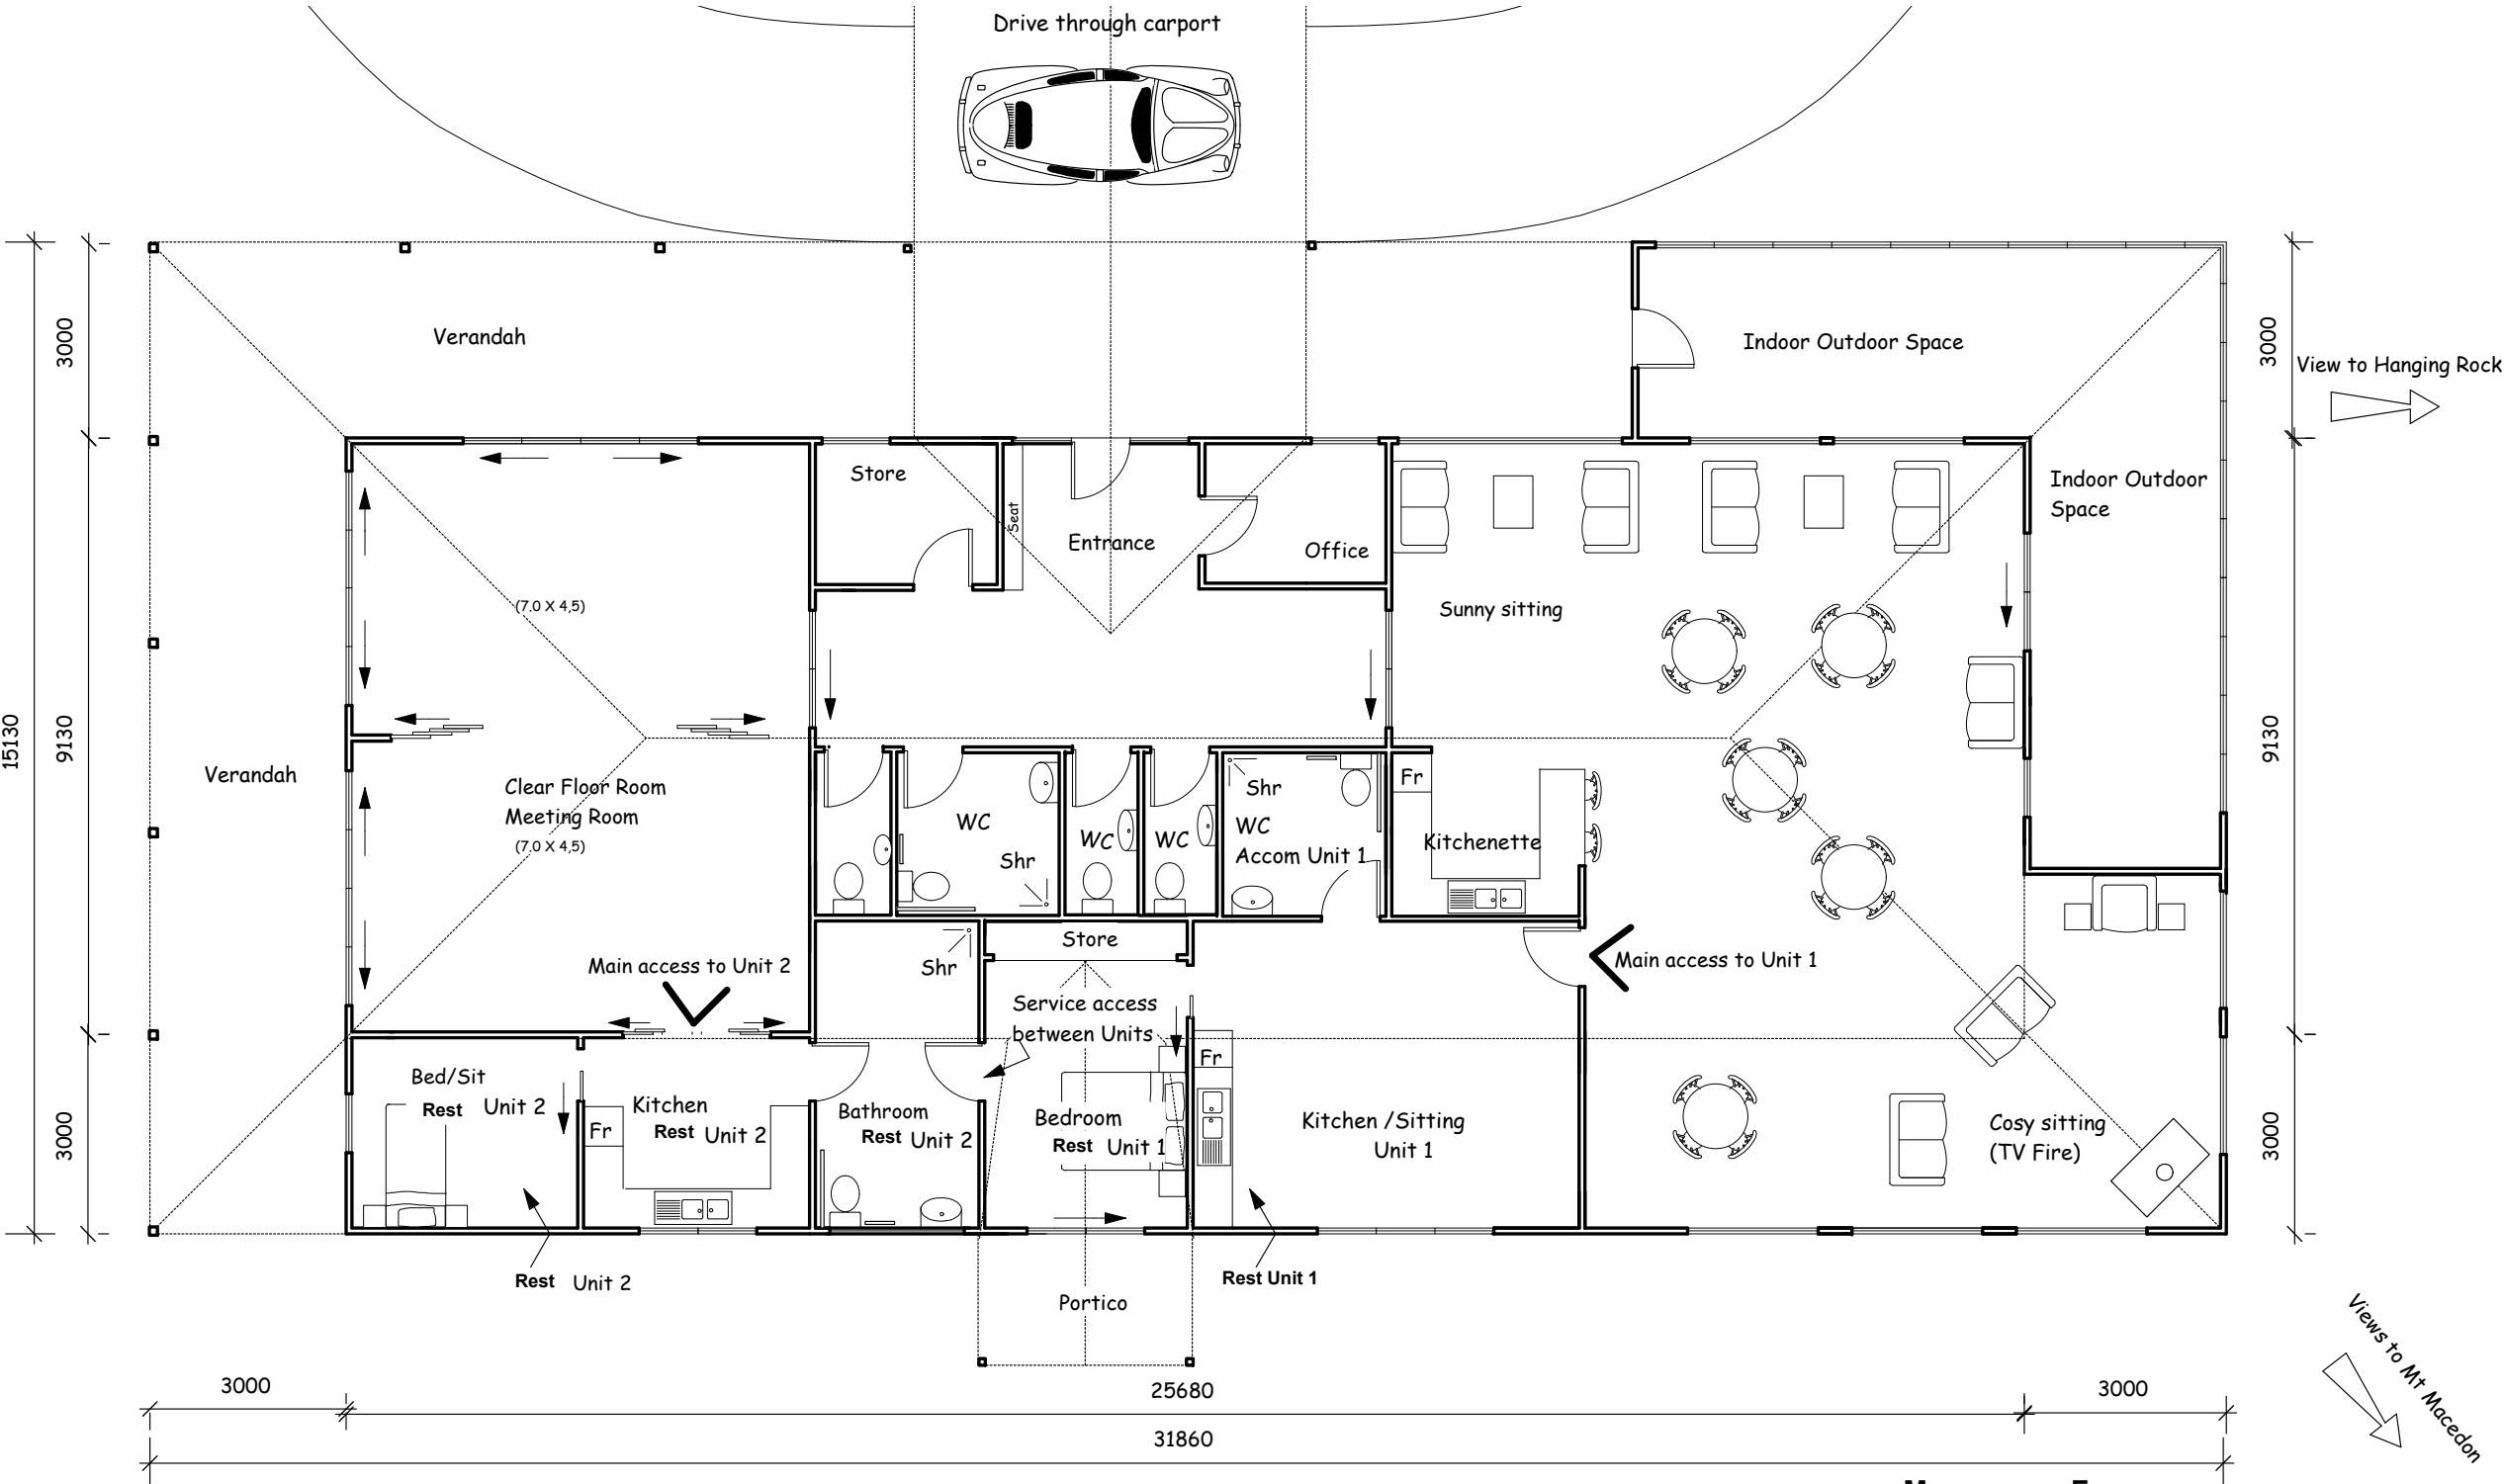 Drive through carport
Verandah
Indoor Outdoor Space
View to Hanging Rock
3000
3000
3000
Store
Seat
Entrance
Office
Indoor Outdoor
Space
(7.0 X 4,5)
Sunny sitting
15130
9130
9130
Verandah
Clear Floor Room
Meeting Room
(7.0 X 4,5)
WC
Shr
WC
WC
Shr
WC
Accom Unit 1
Fr
Kitchenette
Main access to Unit 2
Shr
Store
Main access to Unit 1
Service access
between Units
Bed/Sit
Rest Unit 2
Fr
Kitchen
Rest Unit 2
Bathroom
Rest Unit 2
Bedroom
Rest Unit 1
Fr
Kitchen /Sitting
Unit 1
Cosy sitting
(TV Fire)
3000
3000
Rest Unit 2
Rest Unit 1
Portico
Views to Mt Macedon
3000
25680
3000
31860